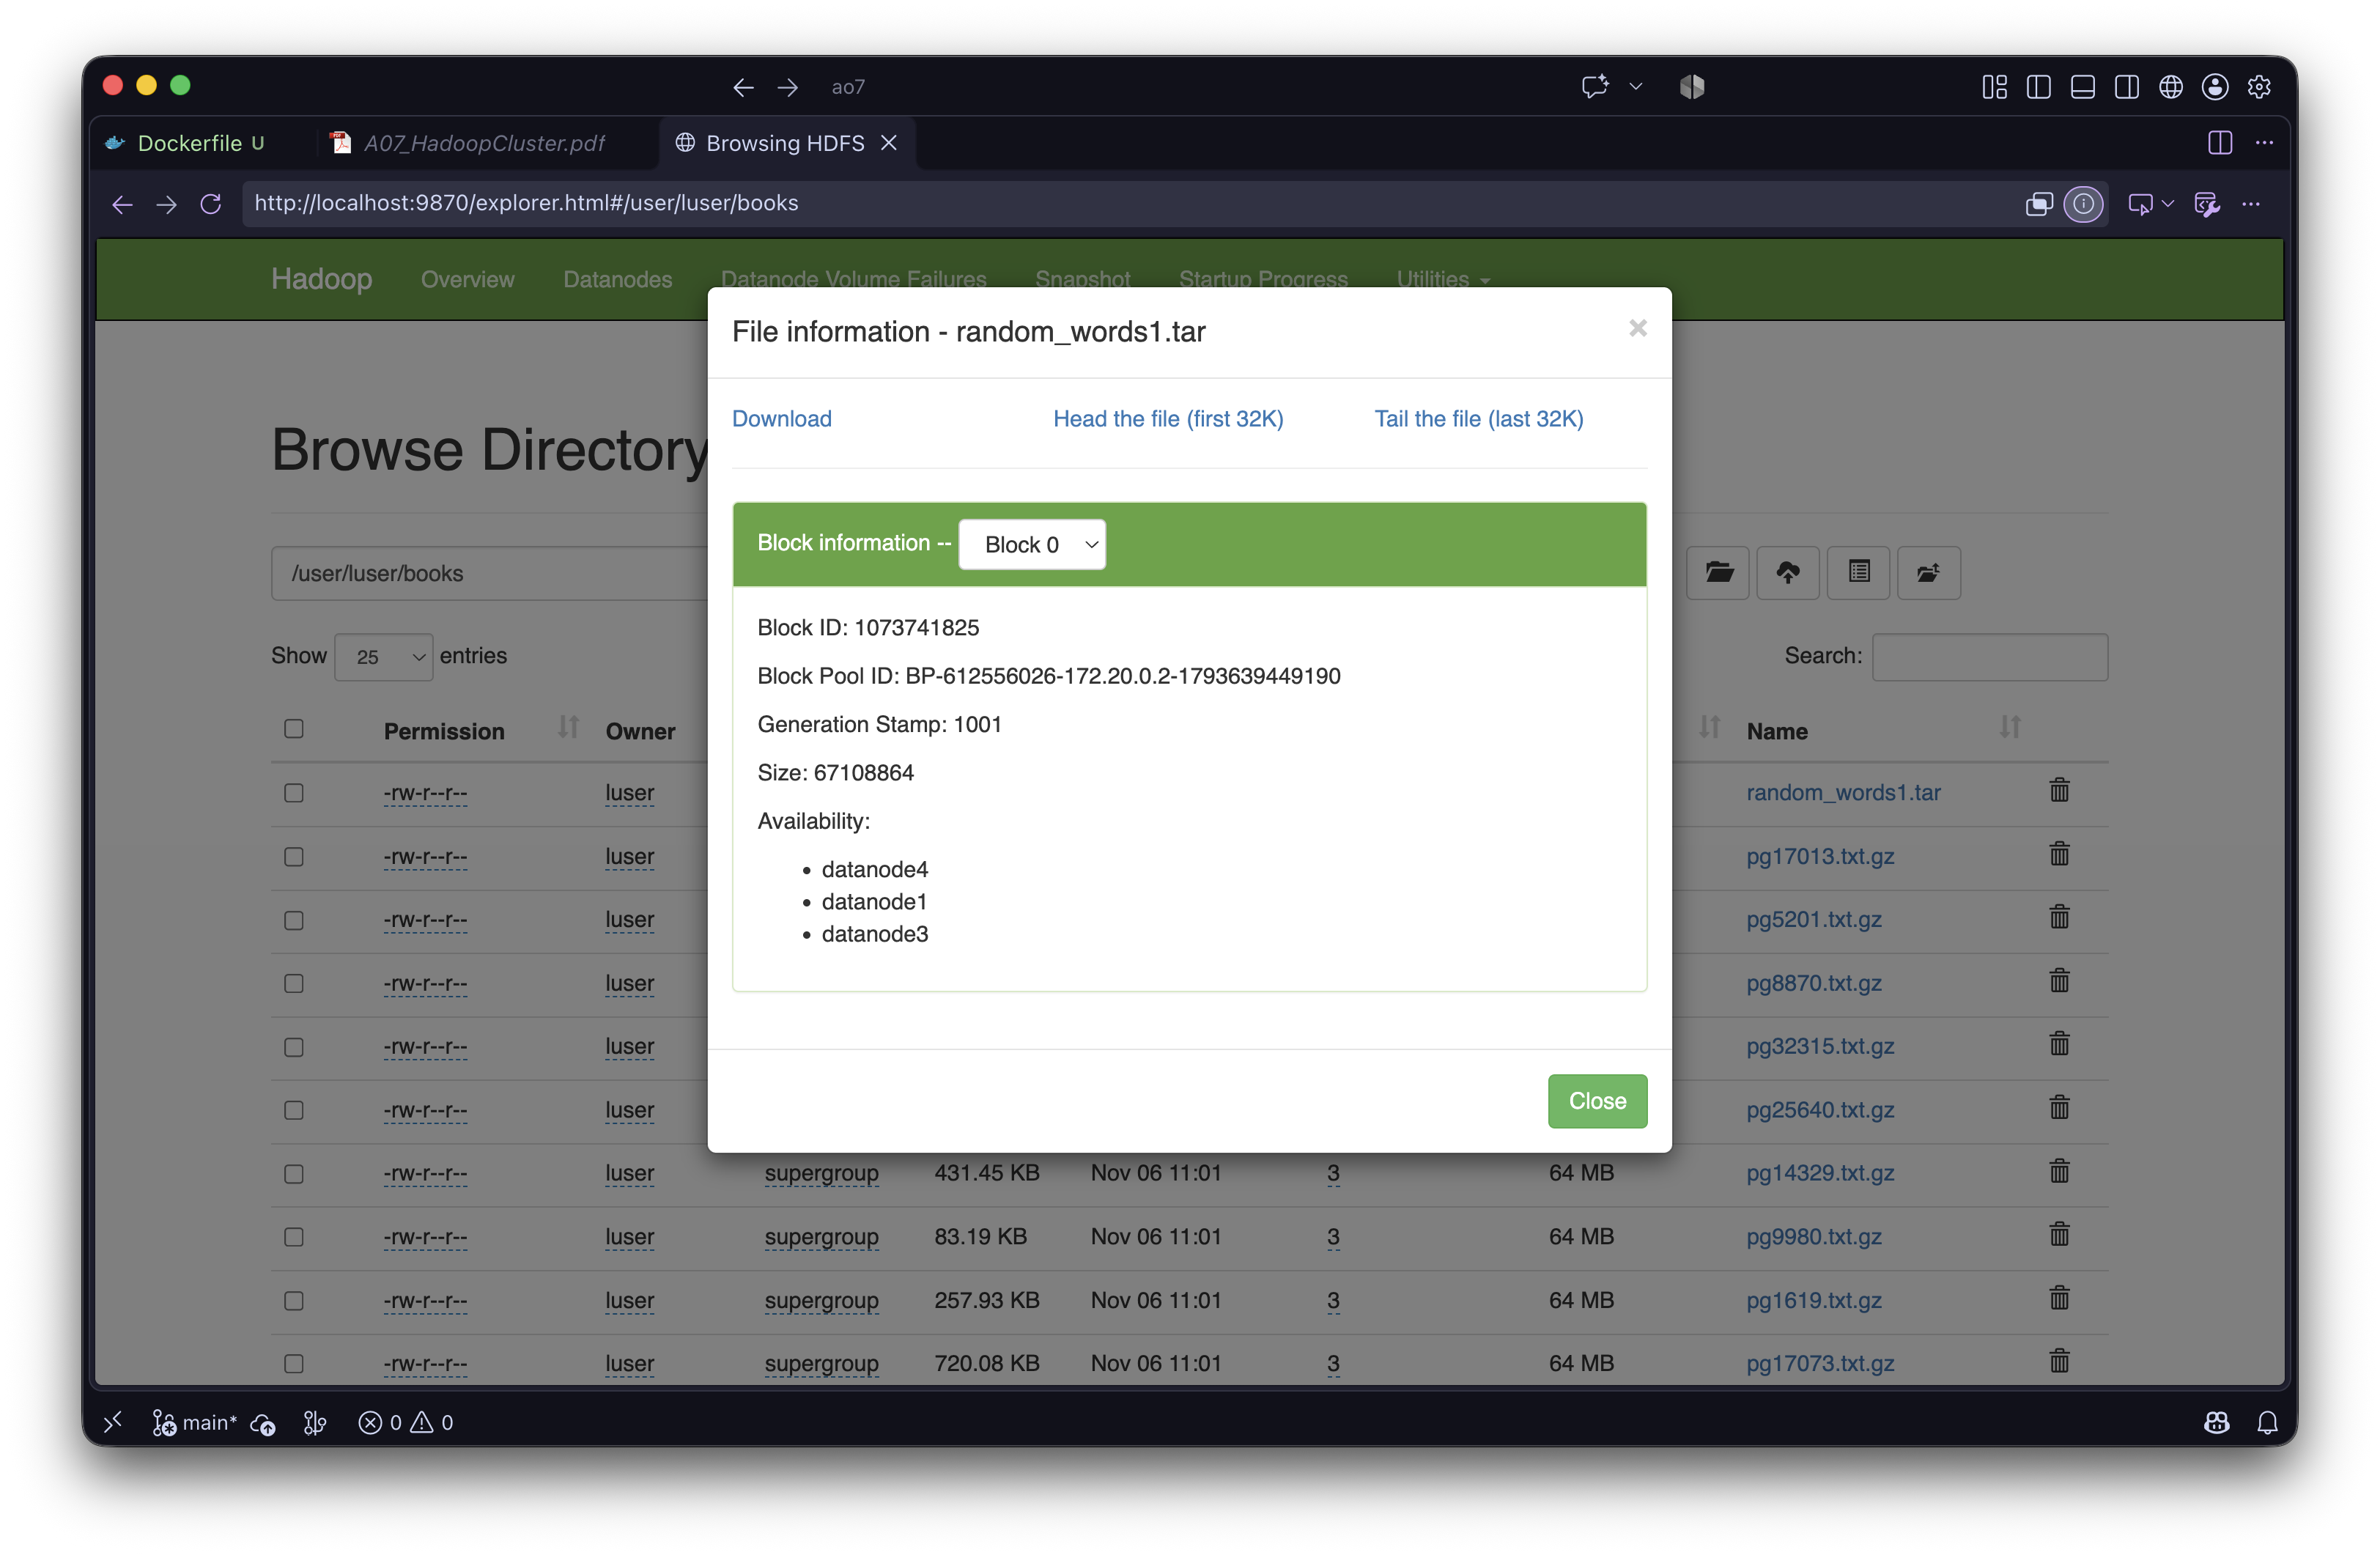 ao7
Dockerfile U
A07_HadoopCluster.pdf
Browsing HDFS
http://localhost:9870/explorer.html#/user/luser/books
Hadoop Overview Datanodes Datanode Volume Failures Snapshot Startup Progress Utilities
File information - random_words1.tar
×
Download Head the file (first 32K) Tail the file (last 32K)
Browse Directory
Block information -- Block 0
/user/luser/books
Block ID: 1073741825
Show 25 entries
Search:
Block Pool ID: BP-612556026-172.20.0.2-1793639449190
Generation Stamp: 1001
Permission Owner Name
Size: 67108864
-rw-r--r-- luser random_words1.tar
Availability:
-rw-r--r-- luser pg17013.txt.gz
datanode4
datanode1
datanode3
-rw-r--r-- luser pg5201.txt.gz
-rw-r--r-- luser pg8870.txt.gz
-rw-r--r-- luser pg32315.txt.gz
-rw-r--r-- luser pg25640.txt.gz
Close
-rw-r--r-- luser supergroup 431.45 KB Nov 06 11:01 3 64 MB pg14329.txt.gz
-rw-r--r-- luser supergroup 83.19 KB Nov 06 11:01 3 64 MB pg9980.txt.gz
-rw-r--r-- luser supergroup 257.93 KB Nov 06 11:01 3 64 MB pg1619.txt.gz
-rw-r--r-- luser supergroup 720.08 KB Nov 06 11:01 3 64 MB pg17073.txt.gz
main* 0 0